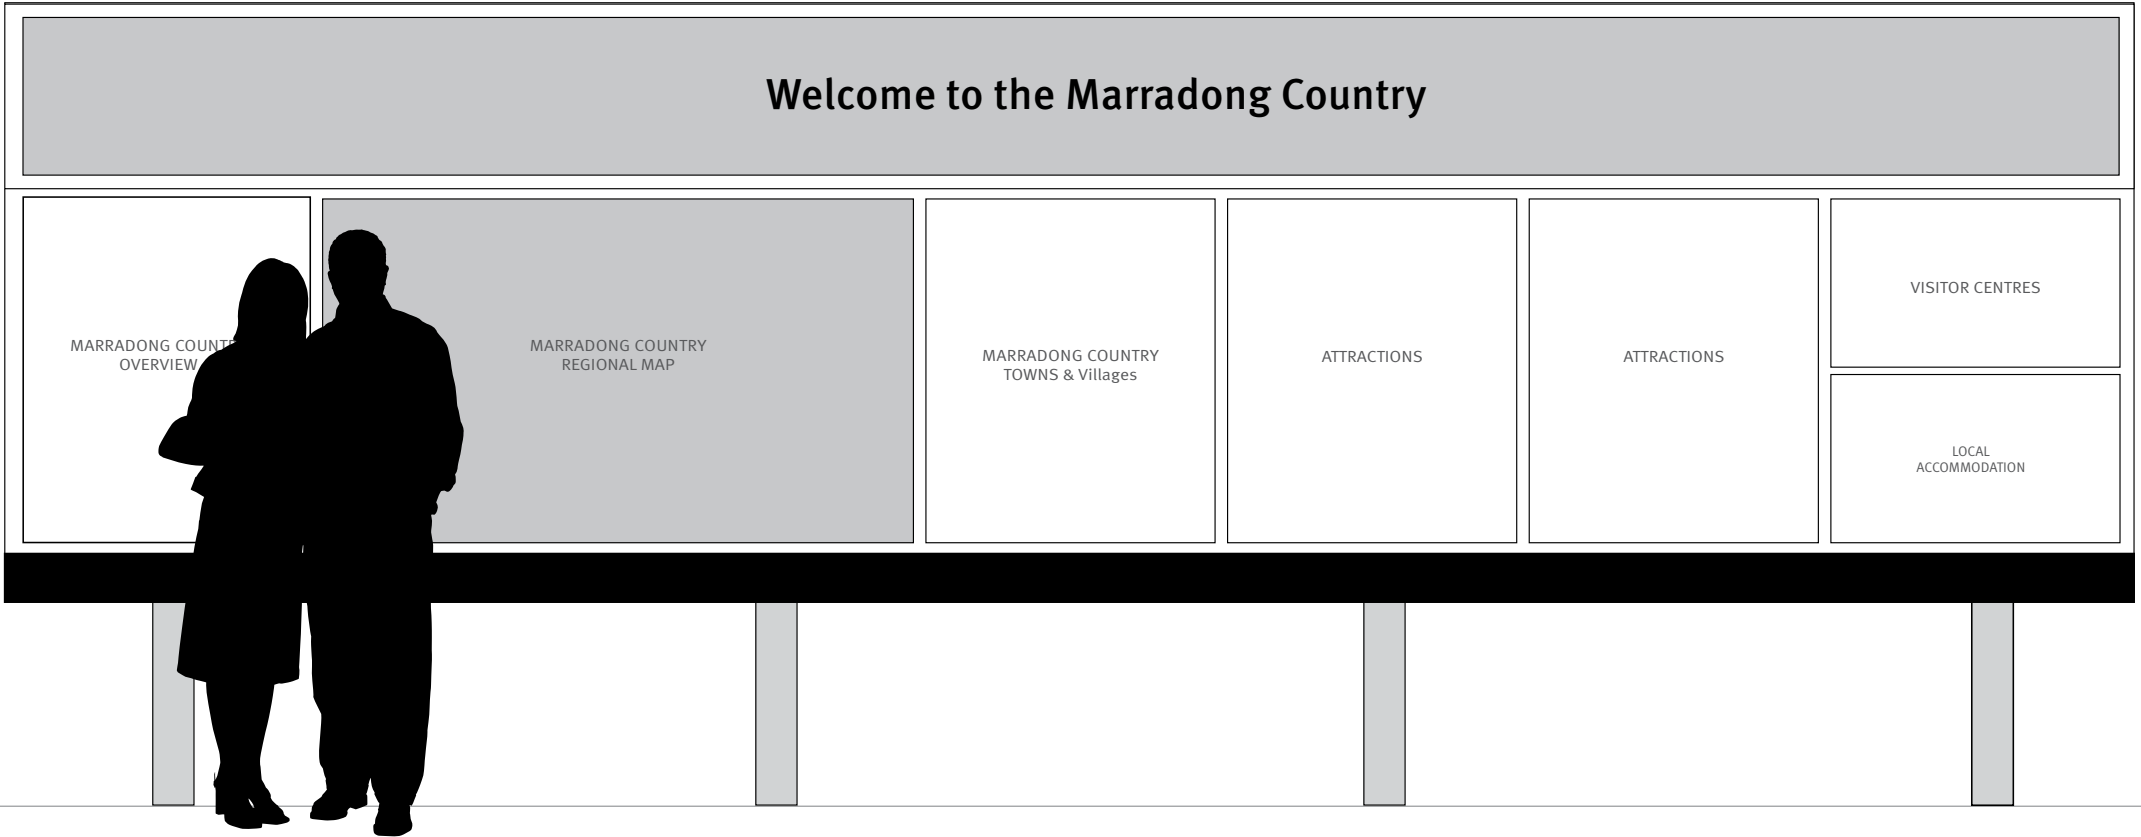 Welcome to the Marradong Country
MARRADONG
OVERVIEW
MARRADONG COUNTRY
REGIONAL MAP
MARRADONG COUNTRY
TOWNS & Villages
ATTRACTIONS
ATTRACTIONS
VISITOR CENTRES
LOCAL
ACCOMMODATION